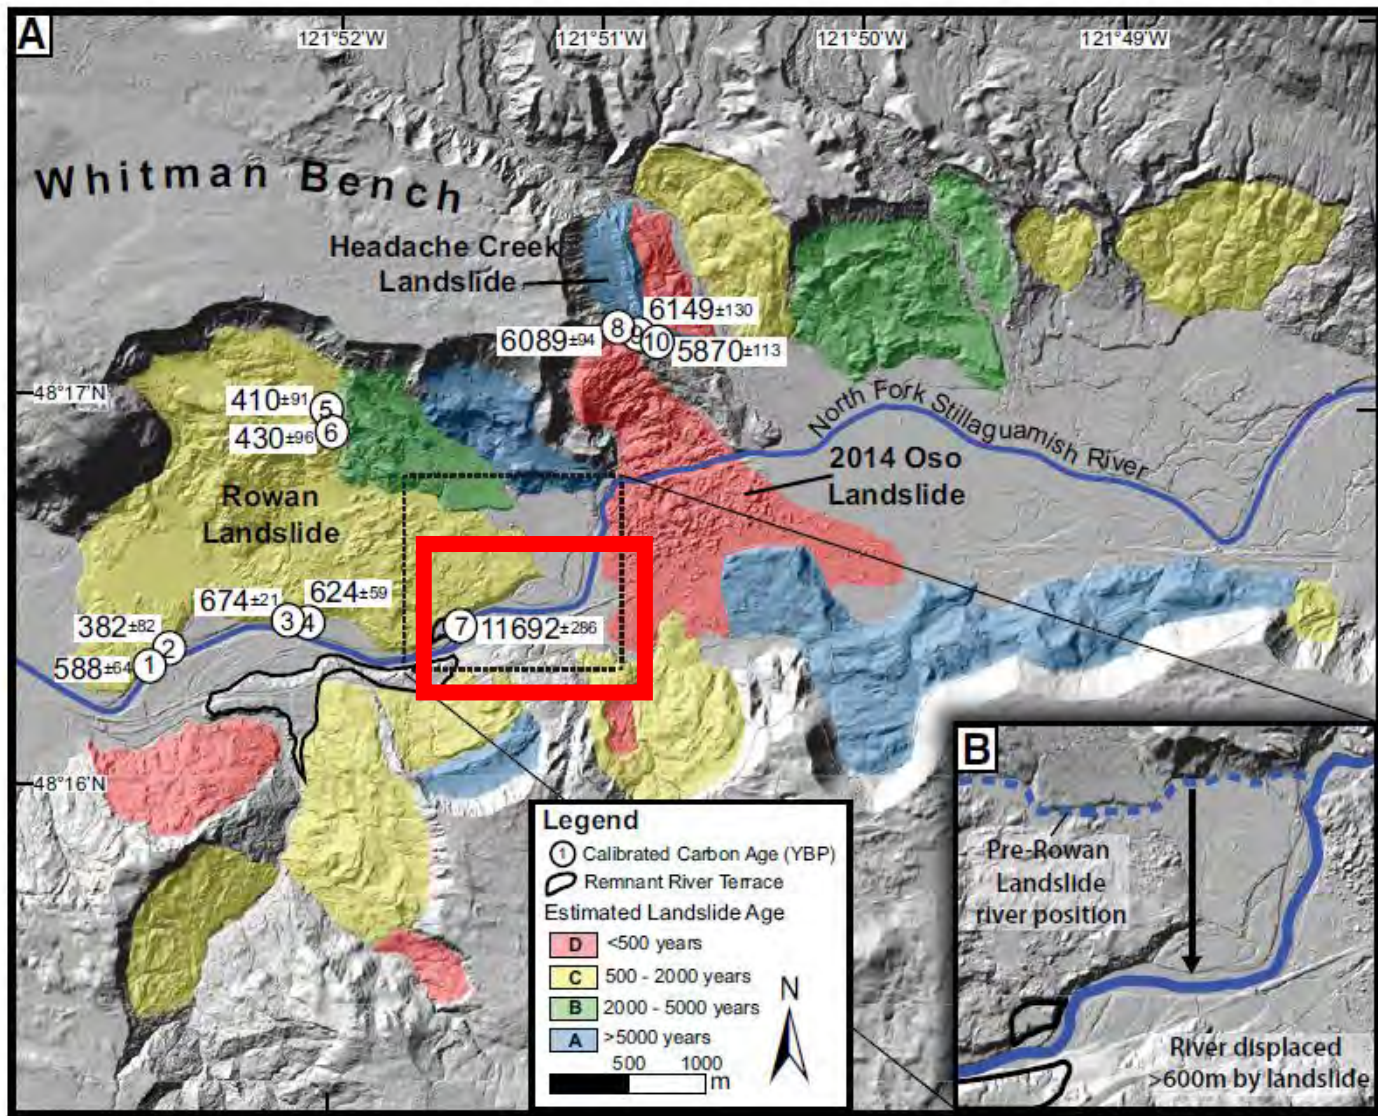 A
121°52'W
121°51'W
121°50'W
121°49'W
Whitman Bench
Headache Creek
Landslide
6149±130
8
9
10
6089±94
5870±113
48°17'N
410±91
5
430±96
6
North Fork Stillaguamish River
2014 Oso
Landslide
Rowan
Landslide
674±21
3
4
624±59
382±82
2
7
11692±286
588±64
1
48°16'N
B
Pre-Rowan
Landslide
river position
River displaced
>600m by landslide
Legend
1 Calibrated Carbon Age (YBP)
Remnant River Terrace
Estimated Landslide Age
D <500 years
C 500 - 2000 years
B 2000 - 5000 years
A >5000 years
N
500 1000
m